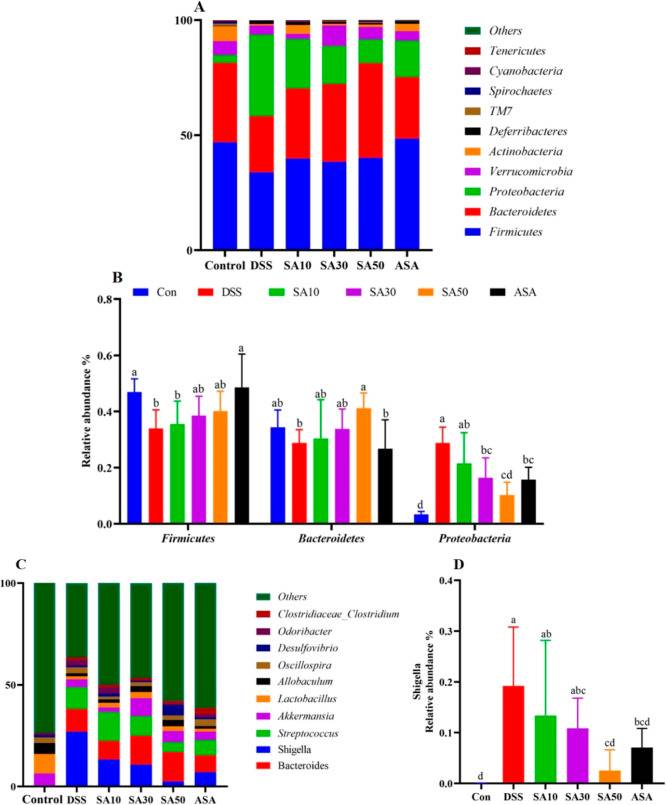 A
100
50
0
Control DSS SA10 SA30 SA50 ASA
Others
Tenericutes
Cyanobacteria
Spirochaetes
TM7
Deferribacteres
Actinobacteria
Verrucomicrobia
Proteobacteria
Bacteroidetes
Firmicutes
B
Con DSS SA10 SA30 SA50 ASA
Relative abundance %
0.8
0.6
0.4
0.2
0.0
a b b ab ab a
ab b ab ab a b
d a ab bc cd bc
Firmicutes Bacteroidetes Proteobacteria
C
100
50
0
Control DSS SA10 SA30 SA50 ASA
Others
Clostridiaceae_Clostridium
Odoribacter
Desulfovibrio
Oscillospira
Allobaculum
Lactobacillus
Akkermansia
Streptococcus
Shigella
Bacteroides
D
Shigella
Relative abundance %
0.4
0.3
0.2
0.1
0.0
d a ab abc cd bcd
Con DSS SA10 SA30 SA50 ASA